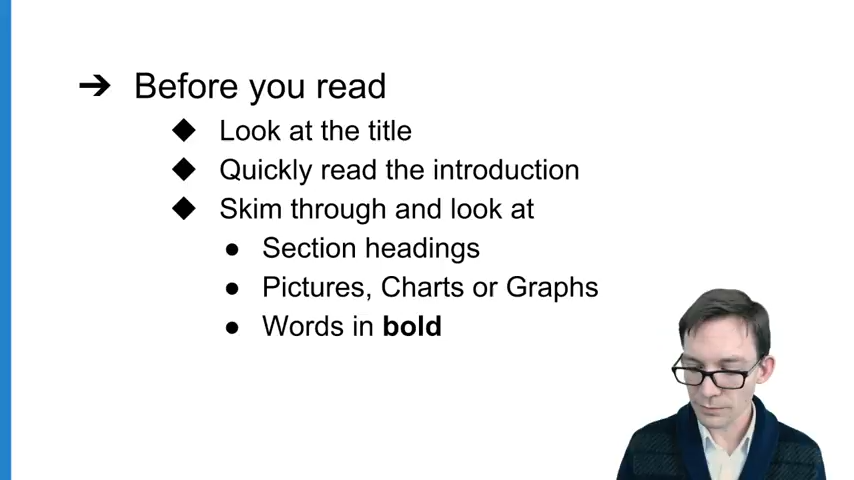 ➔ Before you read
◆ Look at the title
◆ Quickly read the introduction
◆ Skim through and look at
● Section headings
● Pictures, Charts or Graphs
● Words in bold